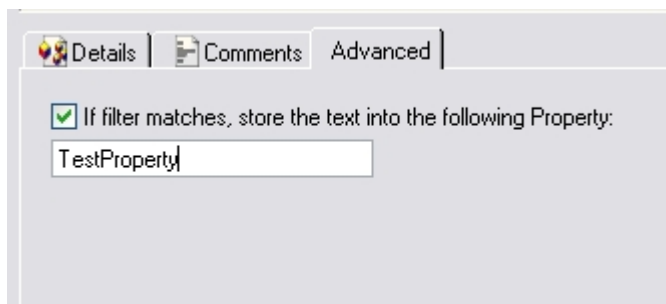 Details Comments Advanced
If filter matches, store the text into the following Property:
TestProperty